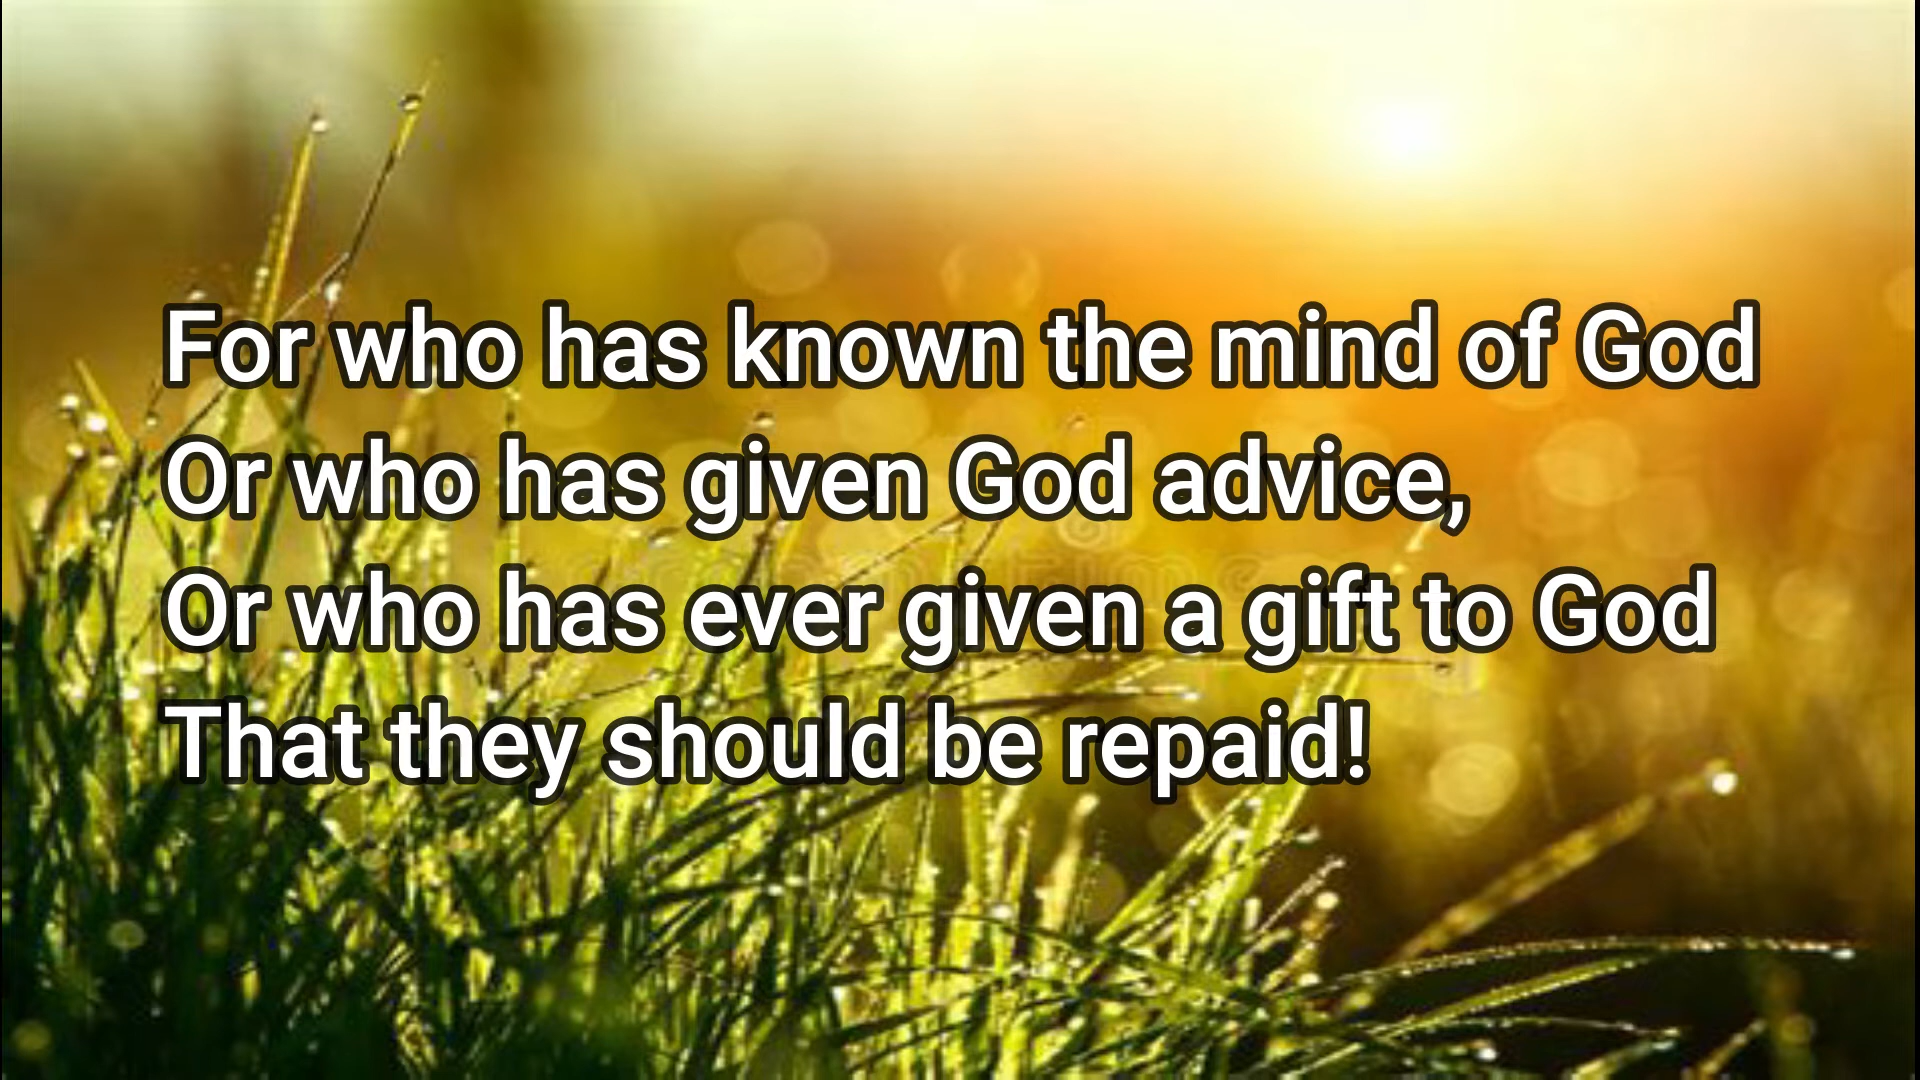 For who has known the mind of God
Or who has given God advice,
Or who has ever given a gift to God
That they should be repaid!